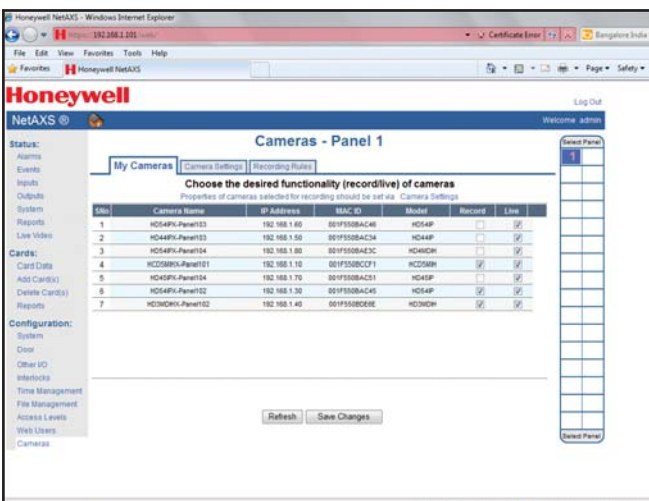 Honeywell NetAXS - Windows Internet Explorer
192.168.1.101/web/
Certificate Error
Bangalore India
File Edit View Favorites Tools Help
Favorites
Honeywell NetAXS
Page
Safety
Honeywell
Log Out
NetAXS ®
Welcome admin
Status:
Alarms
Events
Inputs
Outputs
System
Reports
Live Video
Cards:
Card Data
Add Card(s)
Delete Card(s)
Reports
Configuration:
System
Door
Other I/O
Interlocks
Time Management
File Management
Access Levels
Web Users
Cameras
Cameras - Panel 1
My Cameras Camera Settings Recording Rules
Choose the desired functionality (record/live) of cameras
Properties of cameras selected for recording should be set via Camera Settings
SNo Camera Name IP Address MAC ID Model Record Live
1 HD54IPX-Panel103 192.168.1.60 001F550BAC46 HD54IP
2 HD44IPX-Panel103 192.168.1.50 001F550BAC34 HD44IP
3 HD54IPX-Panel104 192.168.1.80 001F550BAE3C HD4MDIH
4 HCD5MIHX-Panel101 192.168.1.10 001F550BCCF1 HCD5MIH
5 HD45IPX-Panel104 192.168.1.70 001F550BAC51 HD45IP
6 HD54IPX-Panel102 192.168.1.30 001F550BAC45 HD54IP
7 HD3MDIHX-Panel102 192.168.1.40 001F550BDE6E HD3MDIH
Refresh Save Changes
Select Panel
1
Select Panel